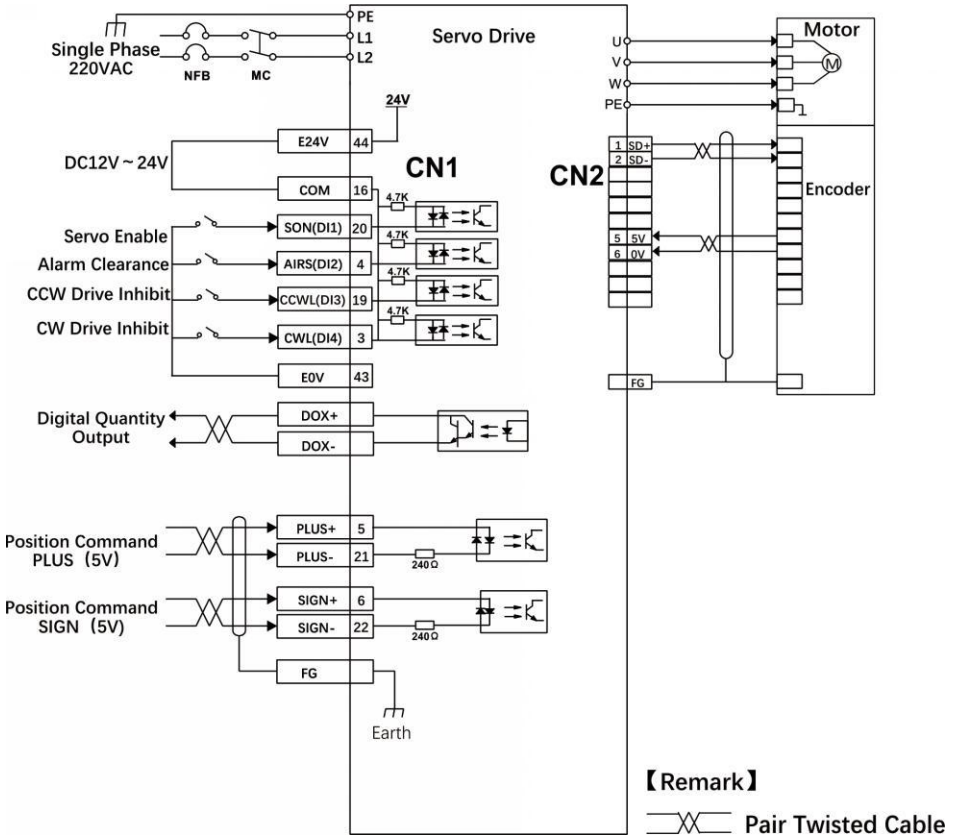 PE
L1
L2
Single Phase
220VAC
NFB
MC
Servo Drive
U
V
W
PE
Motor
M
24V
E24V 44
DC12V ~ 24V
CN1
COM 16
4.7K
Servo Enable
SON(DI1) 20
4.7K
Alarm Clearance
AIRS(DI2) 4
4.7K
CCW Drive Inhibit
CCWL(DI3) 19
4.7K
CW Drive Inhibit
CWL(DI4) 3
E0V 43
CN2
1 SD+
2 SD-
5 5V
6 0V
FG
Encoder
Digital Quantity
Output
DOX+
DOX-
Position Command
PLUS (5V)
PLUS+ 5
PLUS- 21
240Ω
Position Command
SIGN (5V)
SIGN+ 6
SIGN- 22
240Ω
FG
Earth
【Remark】
Pair Twisted Cable